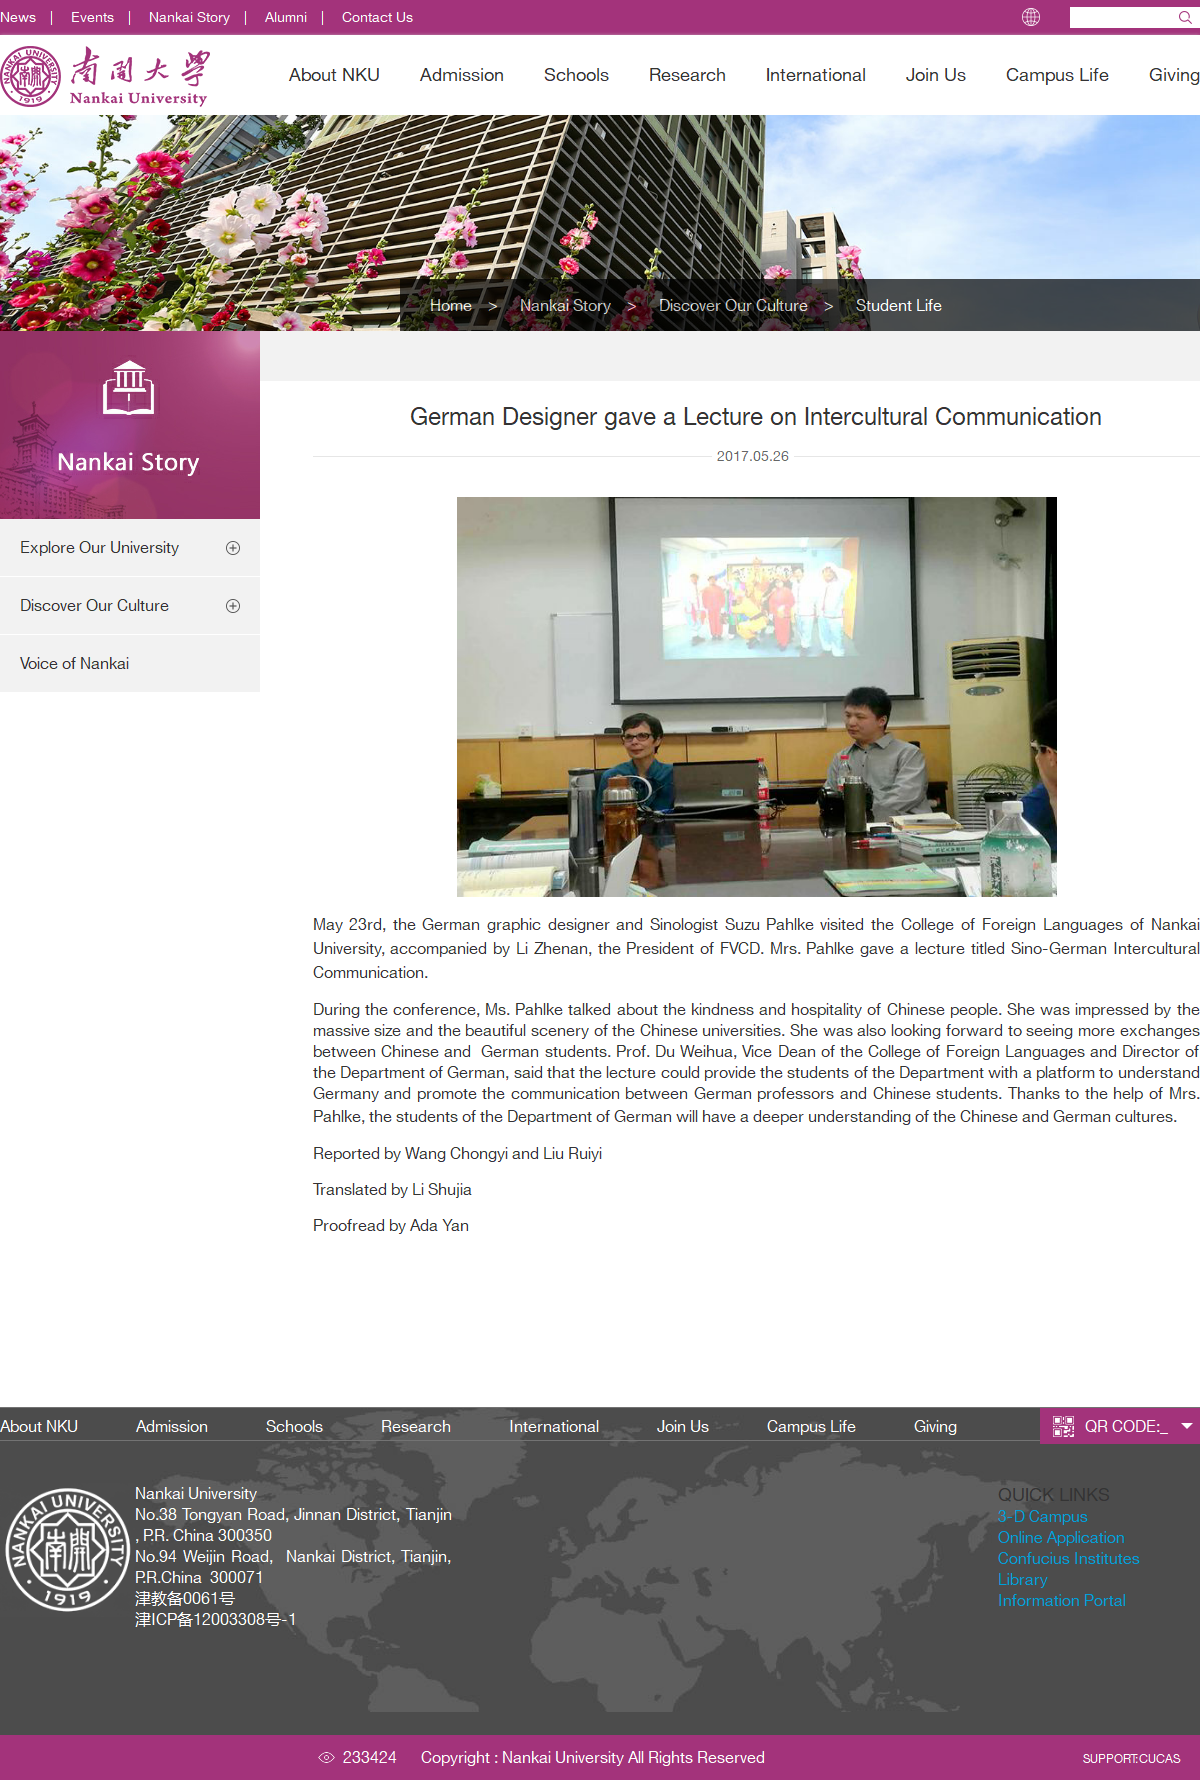 News | Events | Nankai Story | Alumni | Contact Us
NANKAI UNIVERSITY
1919
南開大學
Nankai University
About NKU Admission Schools Research International Join Us Campus Life Giving
Home > Nankai Story > Discover Our Culture > Student Life
Nankai Story
Explore Our University
Discover Our Culture
Voice of Nankai
German Designer gave a Lecture on Intercultural Communication
2017.05.26
May 23rd, the German graphic designer and Sinologist Suzu Pahlke visited the College of Foreign Languages of Nankai
University, accompanied by Li Zhenan, the President of FVCD. Mrs. Pahlke gave a lecture titled Sino-German Intercultural
Communication.
During the conference, Ms. Pahlke talked about the kindness and hospitality of Chinese people. She was impressed by the
massive size and the beautiful scenery of the Chinese universities. She was also looking forward to seeing more exchanges
between Chinese and  German students. Prof. Du Weihua, Vice Dean of the College of Foreign Languages and Director of
the Department of German, said that the lecture could provide the students of the Department with a platform to understand
Germany and promote the communication between German professors and Chinese students. Thanks to the help of Mrs.
Pahlke, the students of the Department of German will have a deeper understanding of the Chinese and German cultures.
Reported by Wang Chongyi and Liu Ruiyi
Translated by Li Shujia
Proofread by Ada Yan
About NKU Admission Schools Research International Join Us Campus Life Giving QR CODE:_
NANKAI UNIVERSITY
1919
Nankai University
No.38 Tongyan Road, Jinnan District, Tianjin
, P.R. China 300350
No.94 Weijin Road,  Nankai District, Tianjin,
P.R.China  300071
津教备0061号
津ICP备12003308号-1
QUICK LINKS
3-D Campus
Online Application
Confucius Institutes
Library
Information Portal
233424 Copyright : Nankai University All Rights Reserved
SUPPORT:CUCAS